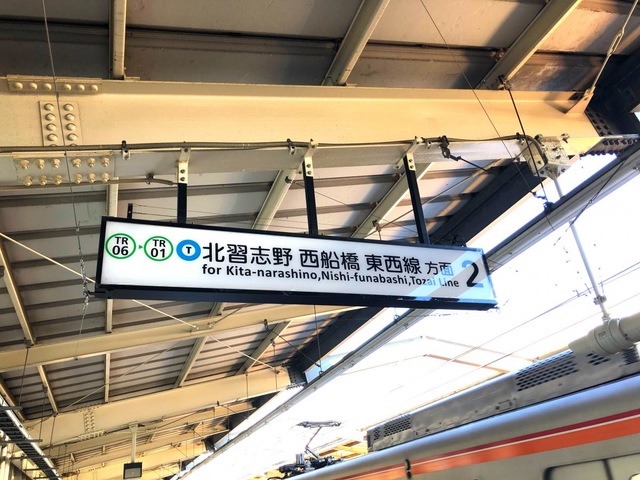 TR 06 - TR 01 T 北習志野 西船橋 東西線 方面 2
for Kita-narashino,Nishi-funabashi,Tozai Line